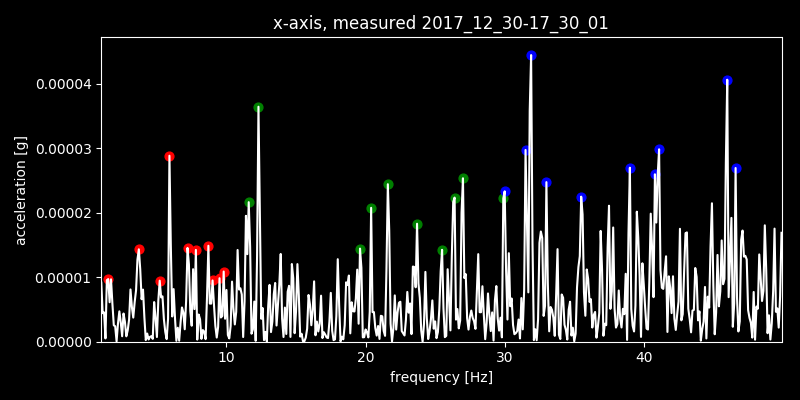 x-axis, measured 2017_12_30-17_30_01
0.00004
0.00003
0.00002
0.00001
0.00000
acceleration [g]
10 20 30 40
frequency [Hz]